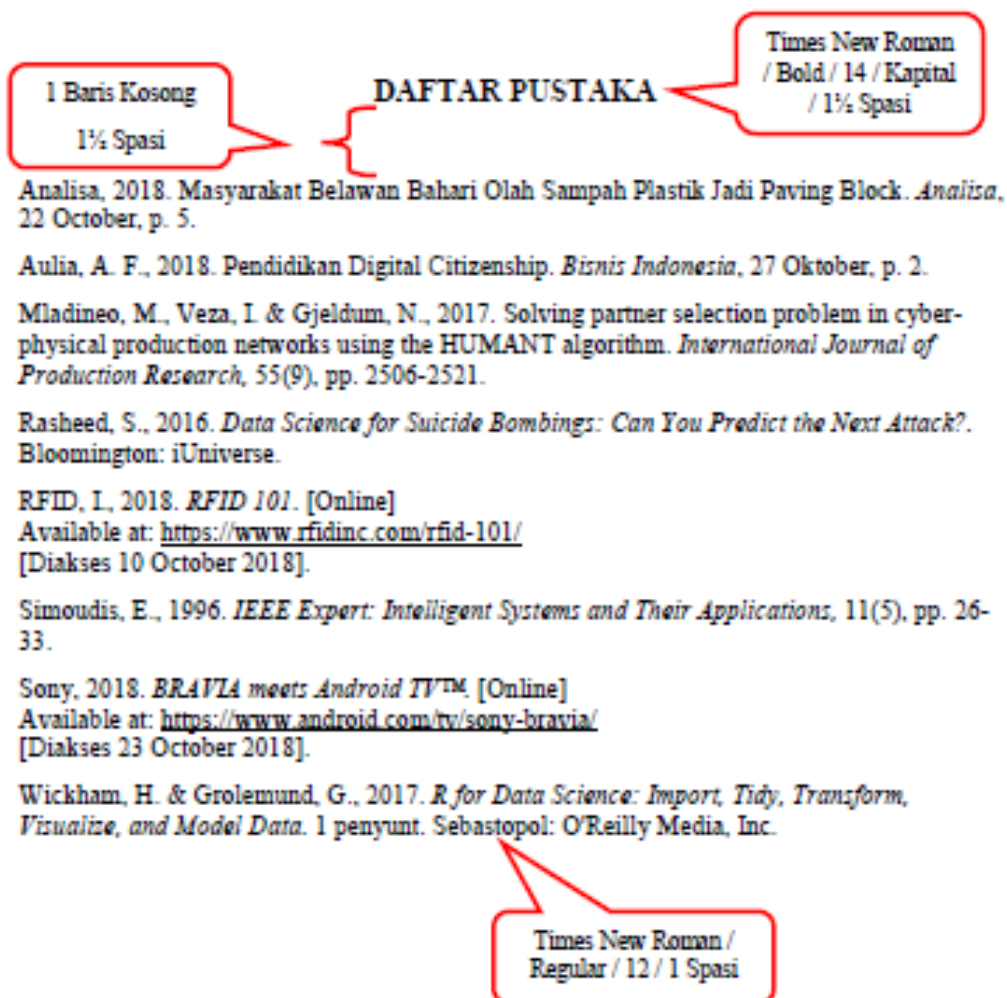 Times New Roman
/ Bold / 14 / Kapital
/ 1½ Spasi
1 Baris Kosong
1½ Spasi
DAFTAR PUSTAKA
Analisa, 2018. Masyarakat Belawan Bahari Olah Sampah Plastik Jadi Paving Block. Analisa,
22 October, p. 5.
Aulia, A. F., 2018. Pendidikan Digital Citizenship. Bisnis Indonesia, 27 Oktober, p. 2.
Mladineo, M., Veza, I. & Gjeldum, N., 2017. Solving partner selection problem in cyber-
physical production networks using the HUMANT algorithm. International Journal of
Production Research, 55(9), pp. 2506-2521.
Rasheed, S., 2016. Data Science for Suicide Bombings: Can You Predict the Next Attack?.
Bloomington: iUniverse.
RFID, I., 2018. RFID 101. [Online]
Available at: https://www.rfidinc.com/rfid-101/
[Diakses 10 October 2018].
Simoudis, E., 1996. IEEE Expert: Intelligent Systems and Their Applications, 11(5), pp. 26-
33.
Sony, 2018. BRAVIA meets Android TV™. [Online]
Available at: https://www.android.com/tv/sony-bravia/
[Diakses 23 October 2018].
Wickham, H. & Grolemund, G., 2017. R for Data Science: Import, Tidy, Transform,
Visualize, and Model Data. 1 penyunt. Sebastopol: O'Reilly Media, Inc.
Times New Roman /
Regular / 12 / 1 Spasi